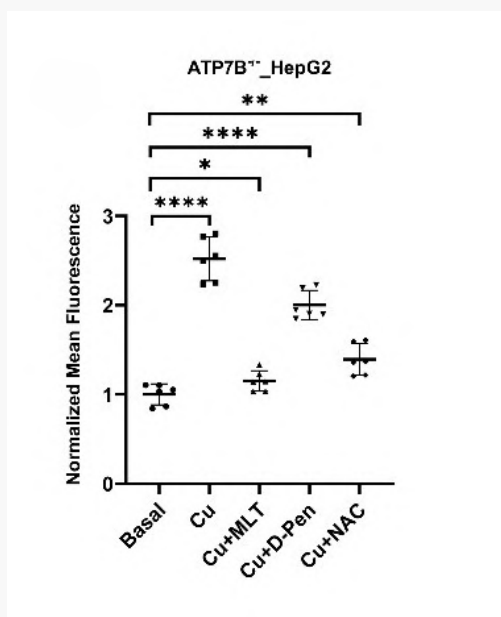 ATP7B⁻ᐟ⁻_HepG2
**
****
*
****
Normalized Mean Fluorescence
3
2
1
0
Basal
Cu
Cu+MLT
Cu+D-Pen
Cu+NAC